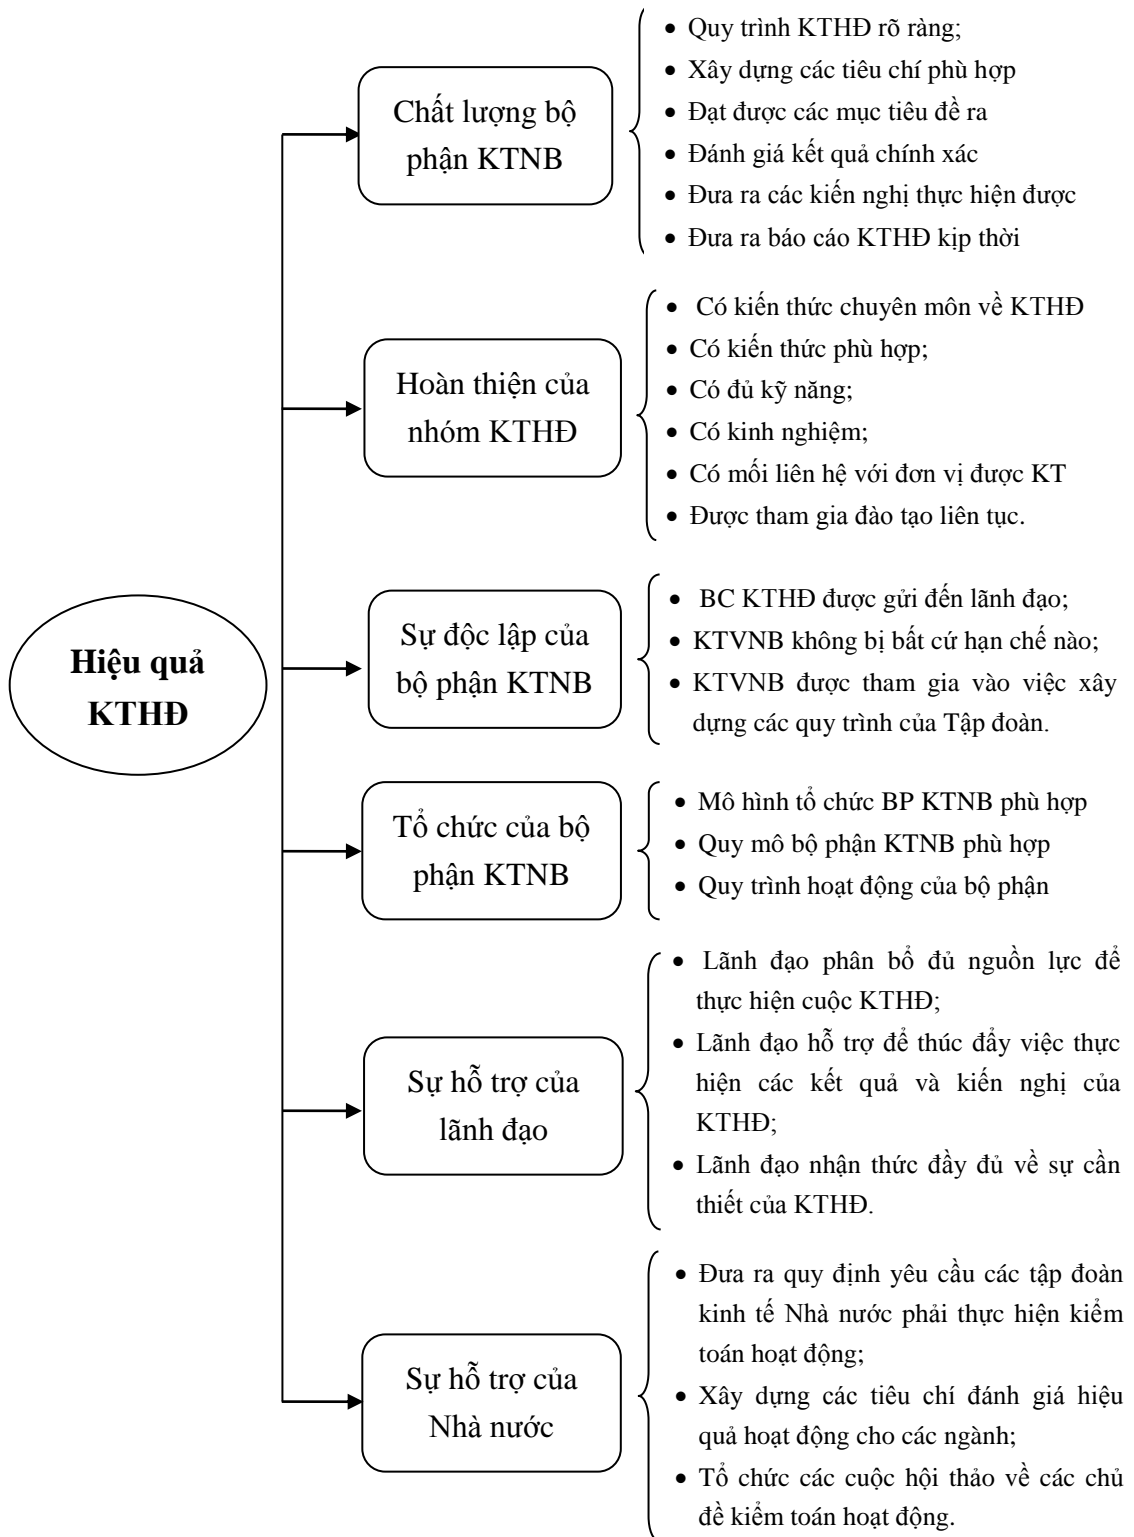 Hiệu quả
KTHĐ
Chất lượng bộ
phận KTNB
• Quy trình KTHĐ rõ ràng;
• Xây dựng các tiêu chí phù hợp
• Đạt được các mục tiêu đề ra
• Đánh giá kết quả chính xác
• Đưa ra các kiến nghị thực hiện được
• Đưa ra báo cáo KTHĐ kịp thời
Hoàn thiện của
nhóm KTHĐ
• Có kiến thức chuyên môn về KTHĐ
• Có kiến thức phù hợp;
• Có đủ kỹ năng;
• Có kinh nghiệm;
• Có mối liên hệ với đơn vị được KT
• Được tham gia đào tạo liên tục.
Sự độc lập của
bộ phận KTNB
• BC KTHĐ được gửi đến lãnh đạo;
• KTVNB không bị bất cứ hạn chế nào;
• KTVNB được tham gia vào việc xây
dựng các quy trình của Tập đoàn.
Tổ chức của bộ
phận KTNB
• Mô hình tổ chức BP KTNB phù hợp
• Quy mô bộ phận KTNB phù hợp
• Quy trình hoạt động của bộ phận
Sự hỗ trợ của
lãnh đạo
• Lãnh đạo phân bổ đủ nguồn lực để
thực hiện cuộc KTHĐ;
• Lãnh đạo hỗ trợ để thúc đẩy việc thực
hiện các kết quả và kiến nghị của
KTHĐ;
• Lãnh đạo nhận thức đầy đủ về sự cần
thiết của KTHĐ.
Sự hỗ trợ của
Nhà nước
• Đưa ra quy định yêu cầu các tập đoàn
kinh tế Nhà nước phải thực hiện kiểm
toán hoạt động;
• Xây dựng các tiêu chí đánh giá hiệu
quả hoạt động cho các ngành;
• Tổ chức các cuộc hội thảo về các chủ
đề kiểm toán hoạt động.